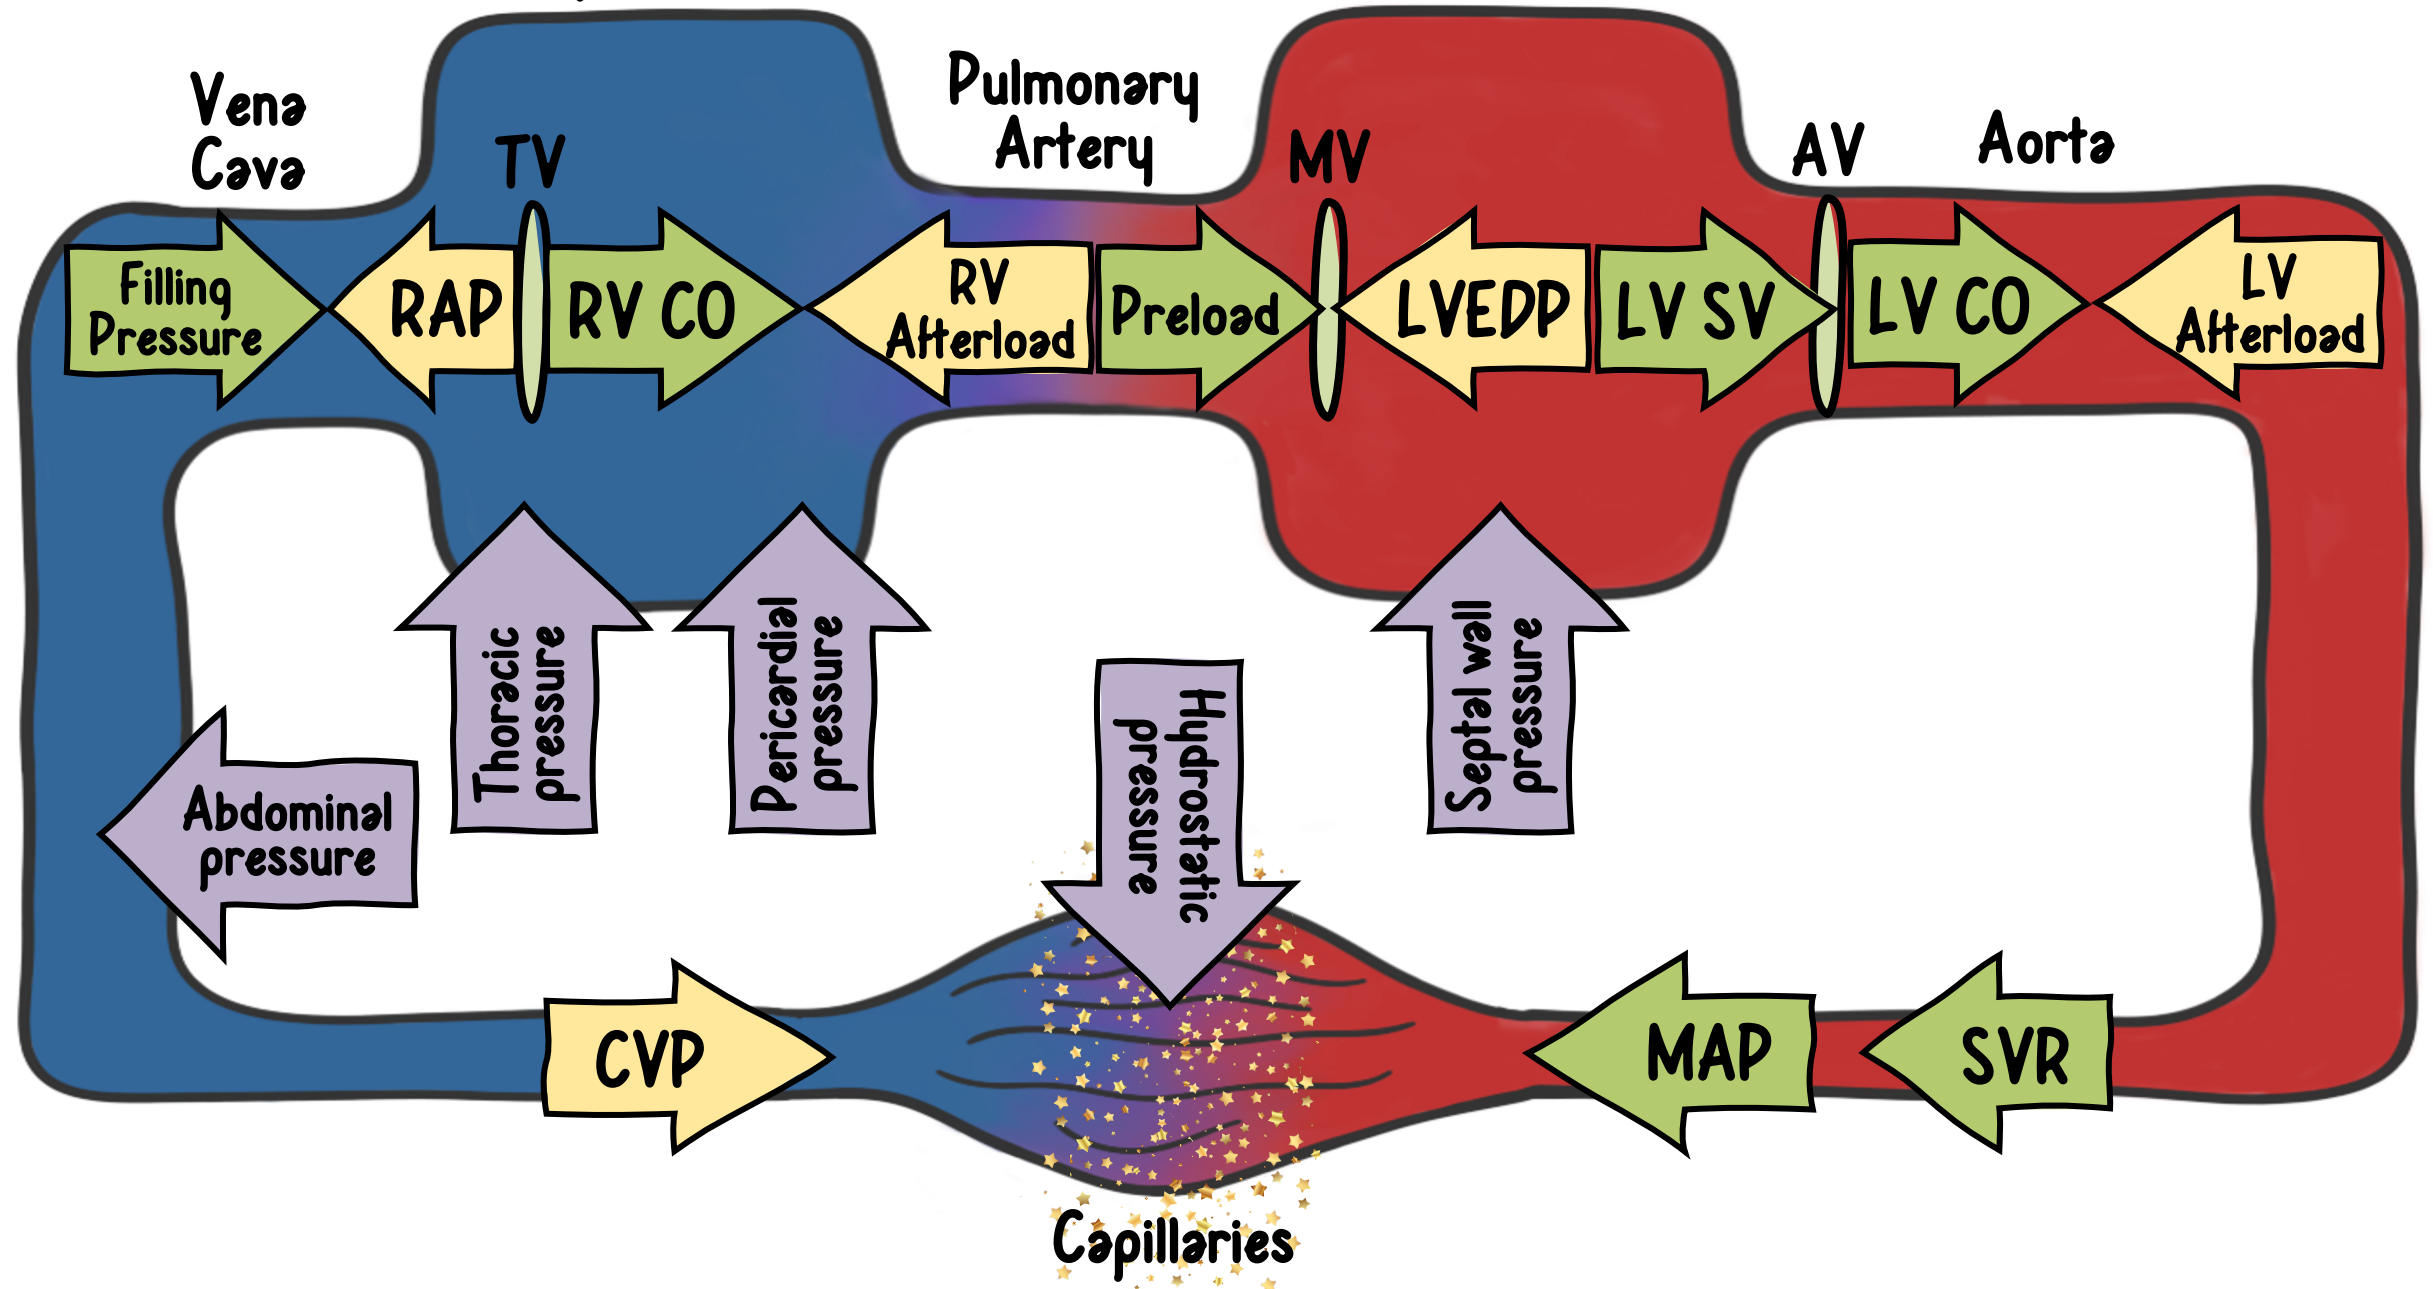 Vena
Cava
TV
Pulmonary
Artery
MV
AV
Aorta
Filling
Pressure
RAP
RV CO
RV
Afterload
Preload
LVEDP
LV SV
LV CO
LV
Afterload
Thoracic
pressure
Pericardial
pressure
Hydrostatic
pressure
Septal wall
pressure
Abdominal
pressure
CVP
MAP
SVR
Capillaries